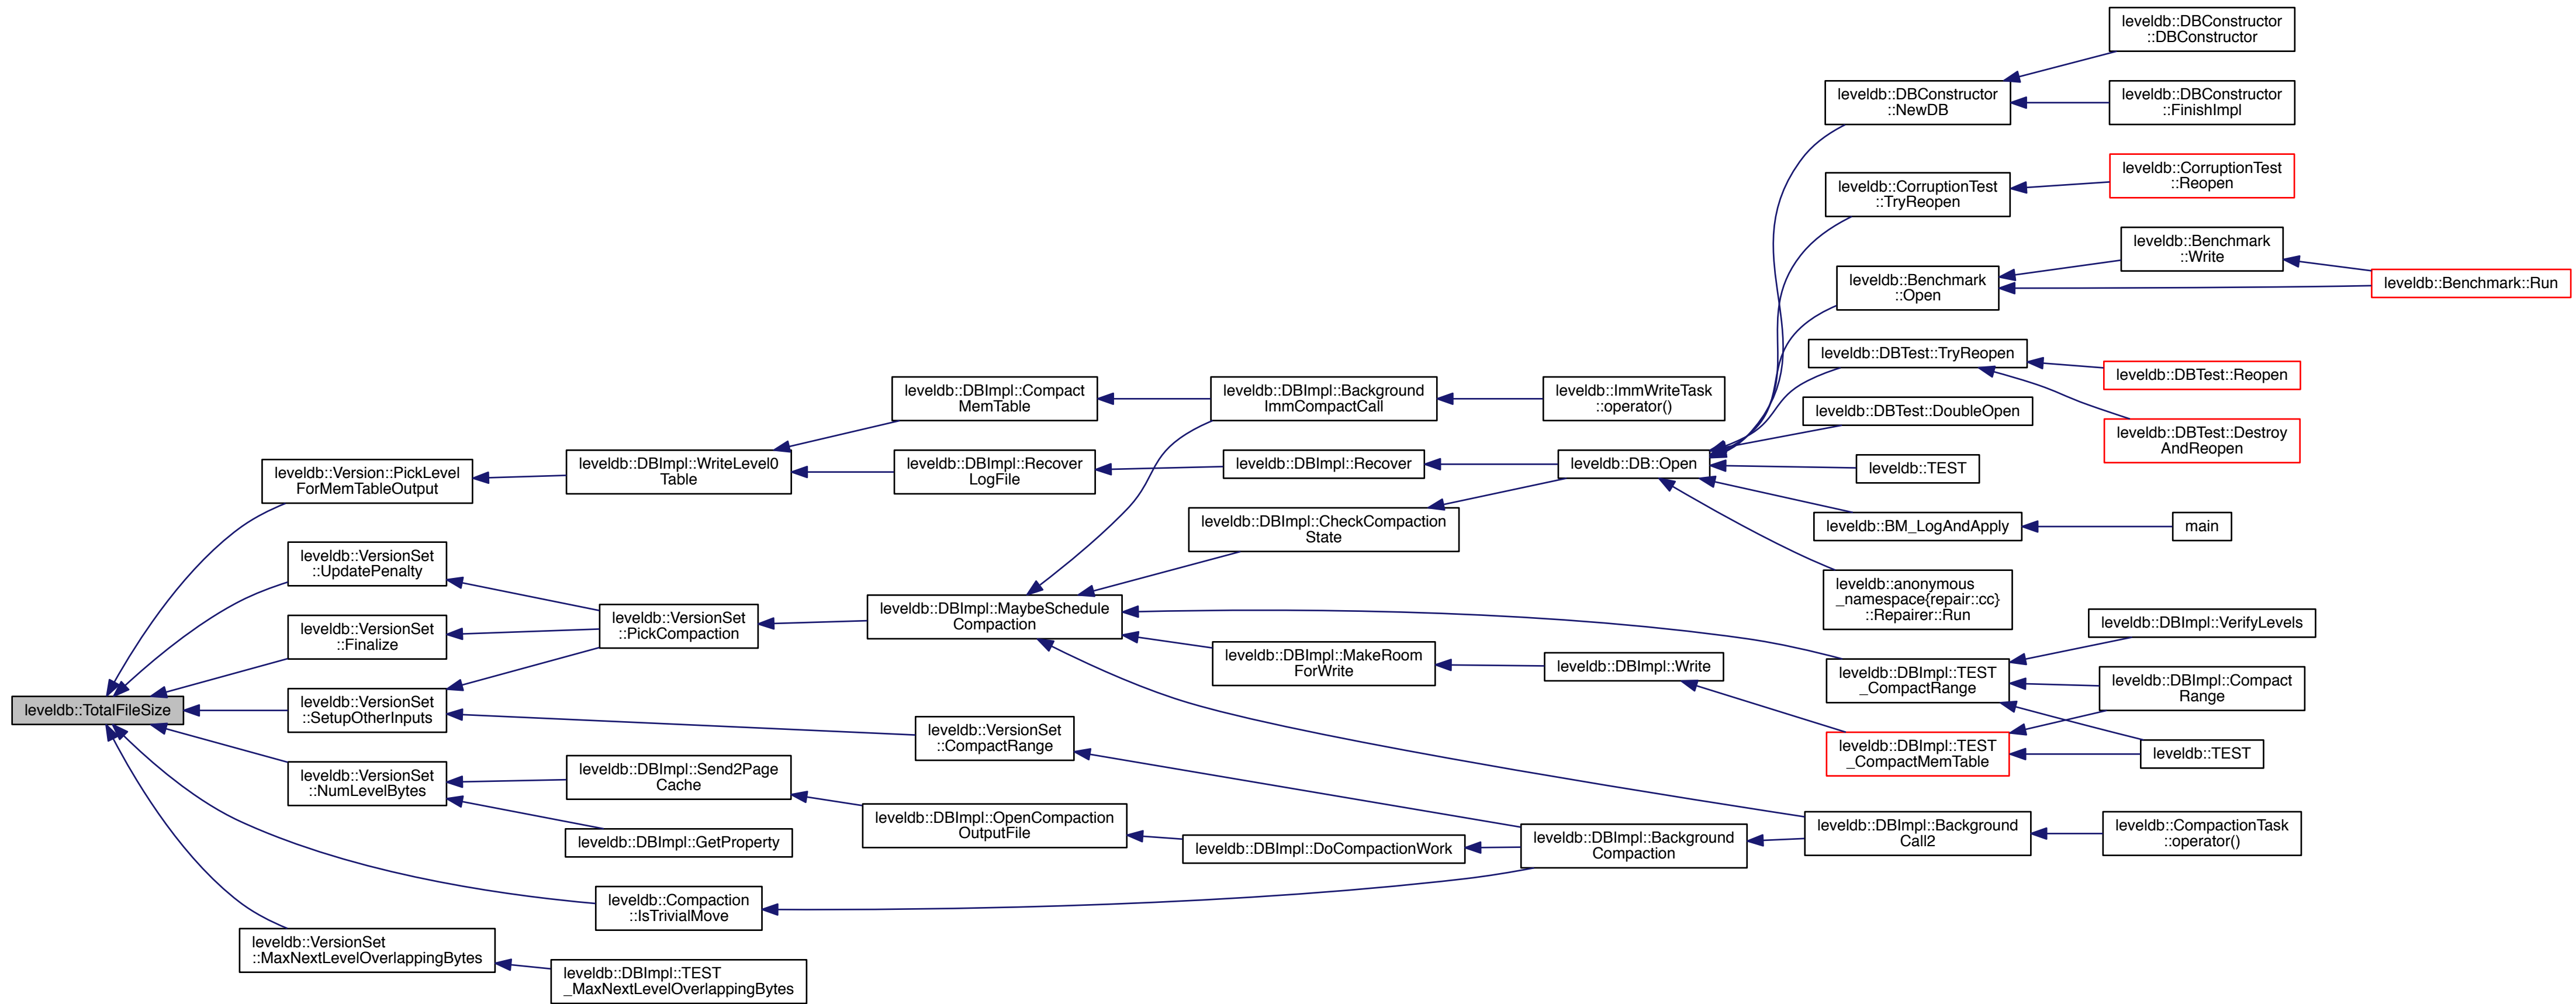 leveldb::DBConstructor
::DBConstructor
leveldb::DBConstructor
::NewDB
leveldb::DBConstructor
::FinishImpl
leveldb::CorruptionTest
::Reopen
leveldb::CorruptionTest
::TryReopen
leveldb::Benchmark
::Write
leveldb::Benchmark
::Open
leveldb::Benchmark::Run
leveldb::DBTest::TryReopen
leveldb::DBTest::Reopen
leveldb::DBImpl::Compact
MemTable
leveldb::DBImpl::Background
ImmCompactCall
leveldb::ImmWriteTask
::operator()
leveldb::DBTest::DoubleOpen
leveldb::DBTest::Destroy
AndReopen
leveldb::Version::PickLevel
ForMemTableOutput
leveldb::DBImpl::WriteLevel0
Table
leveldb::DBImpl::Recover
LogFile
leveldb::DBImpl::Recover
leveldb::DB::Open
leveldb::TEST
leveldb::DBImpl::CheckCompaction
State
leveldb::BM_LogAndApply
main
leveldb::VersionSet
::UpdatePenalty
leveldb::anonymous
_namespace{repair::cc}
::Repairer::Run
leveldb::VersionSet
::Finalize
leveldb::VersionSet
::PickCompaction
leveldb::DBImpl::MaybeSchedule
Compaction
leveldb::DBImpl::VerifyLevels
leveldb::DBImpl::MakeRoom
ForWrite
leveldb::DBImpl::Write
leveldb::DBImpl::TEST
_CompactRange
leveldb::DBImpl::Compact
Range
leveldb::TotalFileSize
leveldb::VersionSet
::SetupOtherInputs
leveldb::VersionSet
::CompactRange
leveldb::DBImpl::TEST
_CompactMemTable
leveldb::TEST
leveldb::VersionSet
::NumLevelBytes
leveldb::DBImpl::Send2Page
Cache
leveldb::DBImpl::OpenCompaction
OutputFile
leveldb::DBImpl::GetProperty
leveldb::DBImpl::DoCompactionWork
leveldb::DBImpl::Background
Compaction
leveldb::DBImpl::Background
Call2
leveldb::CompactionTask
::operator()
leveldb::Compaction
::IsTrivialMove
leveldb::VersionSet
::MaxNextLevelOverlappingBytes
leveldb::DBImpl::TEST
_MaxNextLevelOverlappingBytes